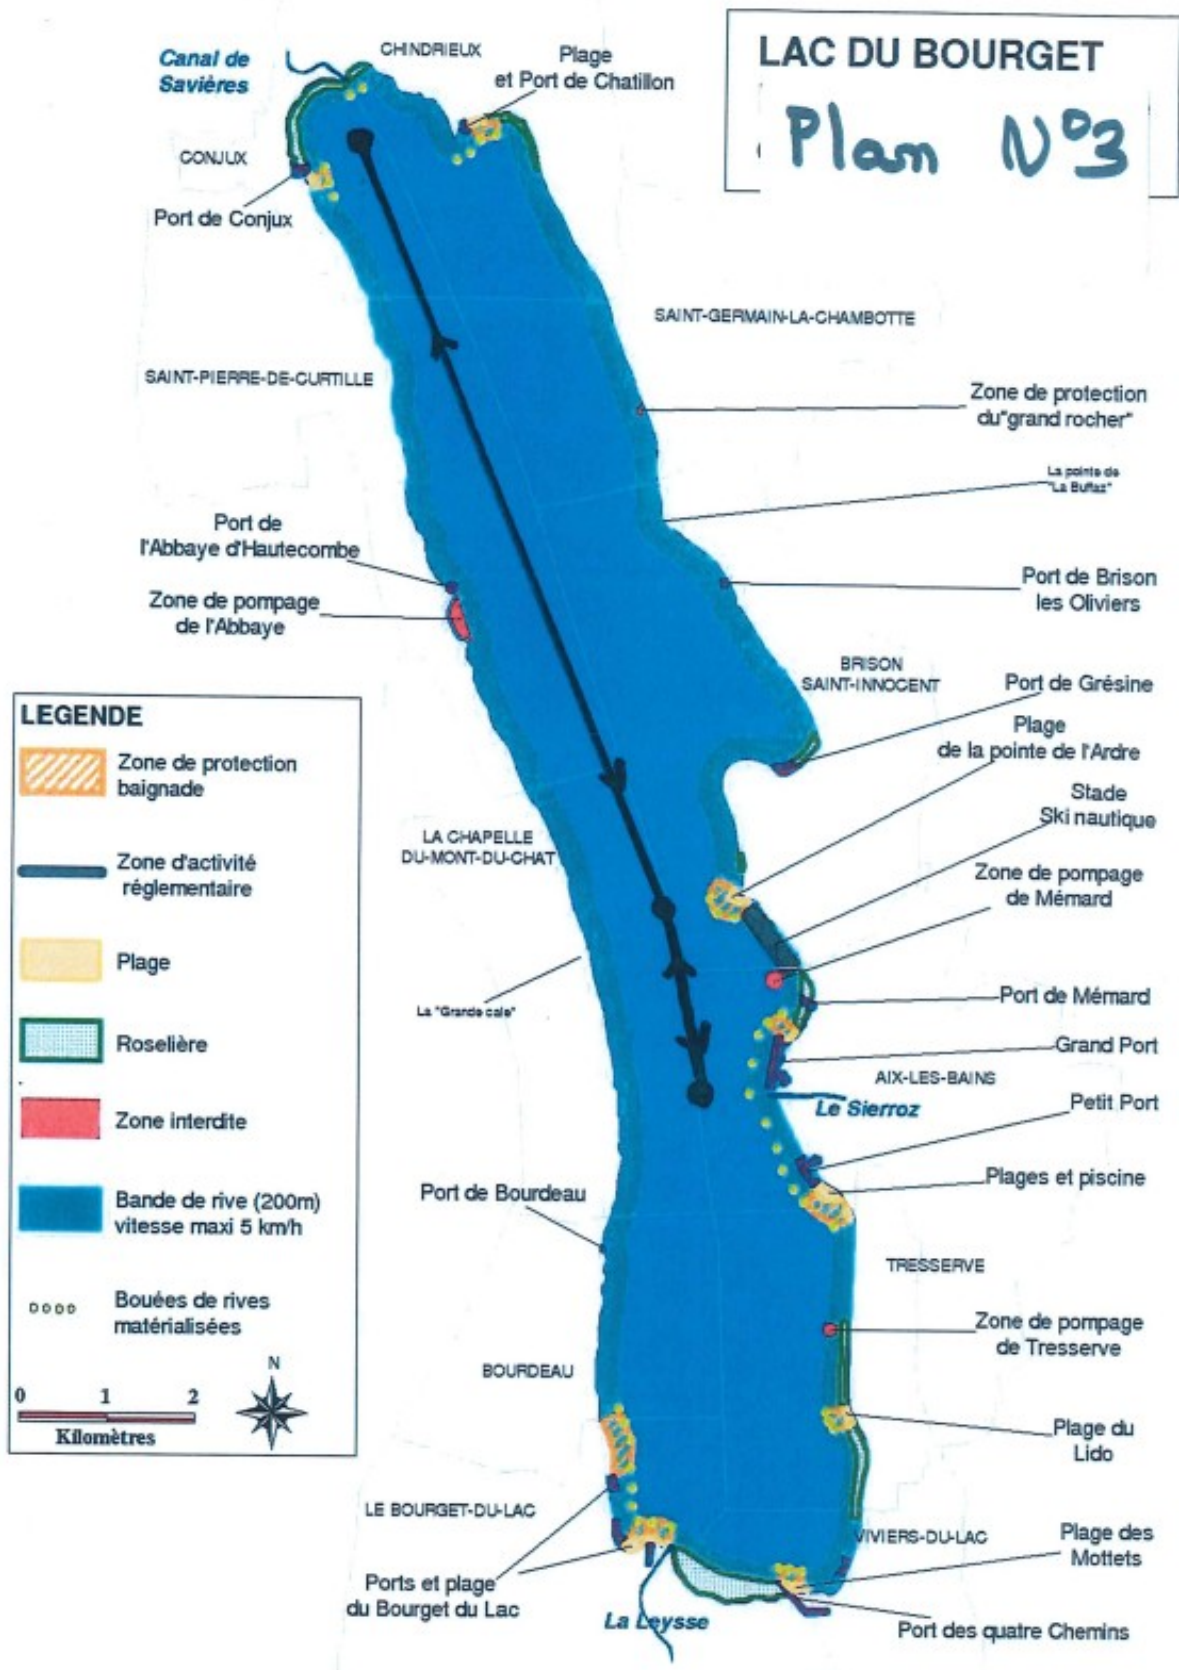 LAC DU BOURGET
Plan N°3
Canal de
Savières
CHINDRIEUX
Plage
et Port de Chatillon
CONJUX
Port de Conjux
SAINT-GERMAIN-LA-CHAMBOTTE
SAINT-PIERRE-DE-CURTILLE
Zone de protection
du"grand rocher"
La pointe de
"La Buffaz"
Port de
l'Abbaye d'Hautecombe
Zone de pompage
de l'Abbaye
Port de Brison
les Oliviers
BRISON
SAINT-INNOCENT
Port de Grésine
Plage
de la pointe de l'Ardre
Stade
Ski nautique
LA CHAPELLE
DU-MONT-DU-CHAT
Zone de pompage
de Mémard
La "Grande cale"
Port de Mémard
Grand Port
AIX-LES-BAINS
Le Sierroz
Petit Port
Plages et piscine
Port de Bourdeau
TRESSERVE
Zone de pompage
de Tresserve
BOURDEAU
Plage du
Lido
LE BOURGET-DU-LAC
VIVIERS-DU-LAC
Plage des
Mottets
Ports et plage
du Bourget du Lac
La Leysse
Port des quatre Chemins
LEGENDE
Zone de protection
baignade
Zone d'activité
réglementaire
Plage
Roselière
Zone interdite
Bande de rive (200m)
vitesse maxi 5 km/h
Bouées de rives
matérialisées
N
0 1 2
Kilomètres